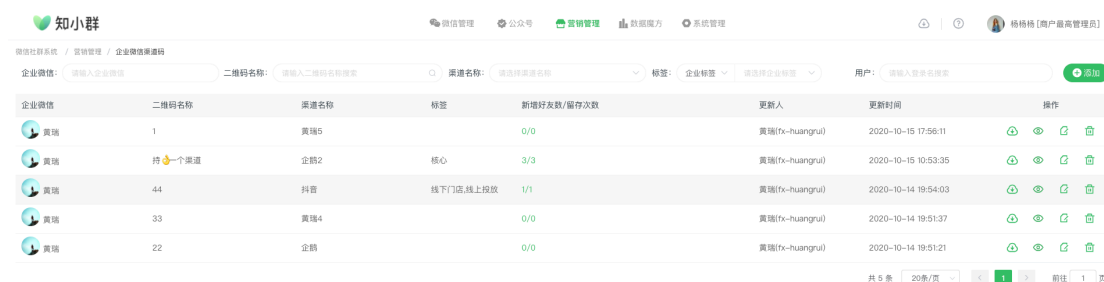 知小群 微信管理 公众号 营销管理 数据魔方 系统管理 杨杨杨 [商户最高管理员]
微信社群系统 / 营销管理 / 企业微信渠道码
企业微信: 请输入企业微信 二维码名称: 请输入二维码名称搜索 渠道名称: 请选择渠道名称 标签: 企业标签 请选择企业标签 用户: 请输入登录名搜索 添加
企业微信 二维码名称 渠道名称 标签 新增好友数/留存次数 更新人 更新时间 操作
黄瑞 1 黄瑞5 0/0 黄瑞(fx-huangrui) 2020-10-15 17:56:11
黄瑞 持👌一个渠道 企鹅2 核心 3/3 黄瑞(fx-huangrui) 2020-10-15 10:53:35
黄瑞 44 抖音 线下门店,线上投放 1/1 黄瑞(fx-huangrui) 2020-10-14 19:54:03
黄瑞 33 黄瑞4 0/0 黄瑞(fx-huangrui) 2020-10-14 19:51:37
黄瑞 22 企鹅 0/0 黄瑞(fx-huangrui) 2020-10-14 19:51:21
共 5 条 20条/页 1 前往 1 页